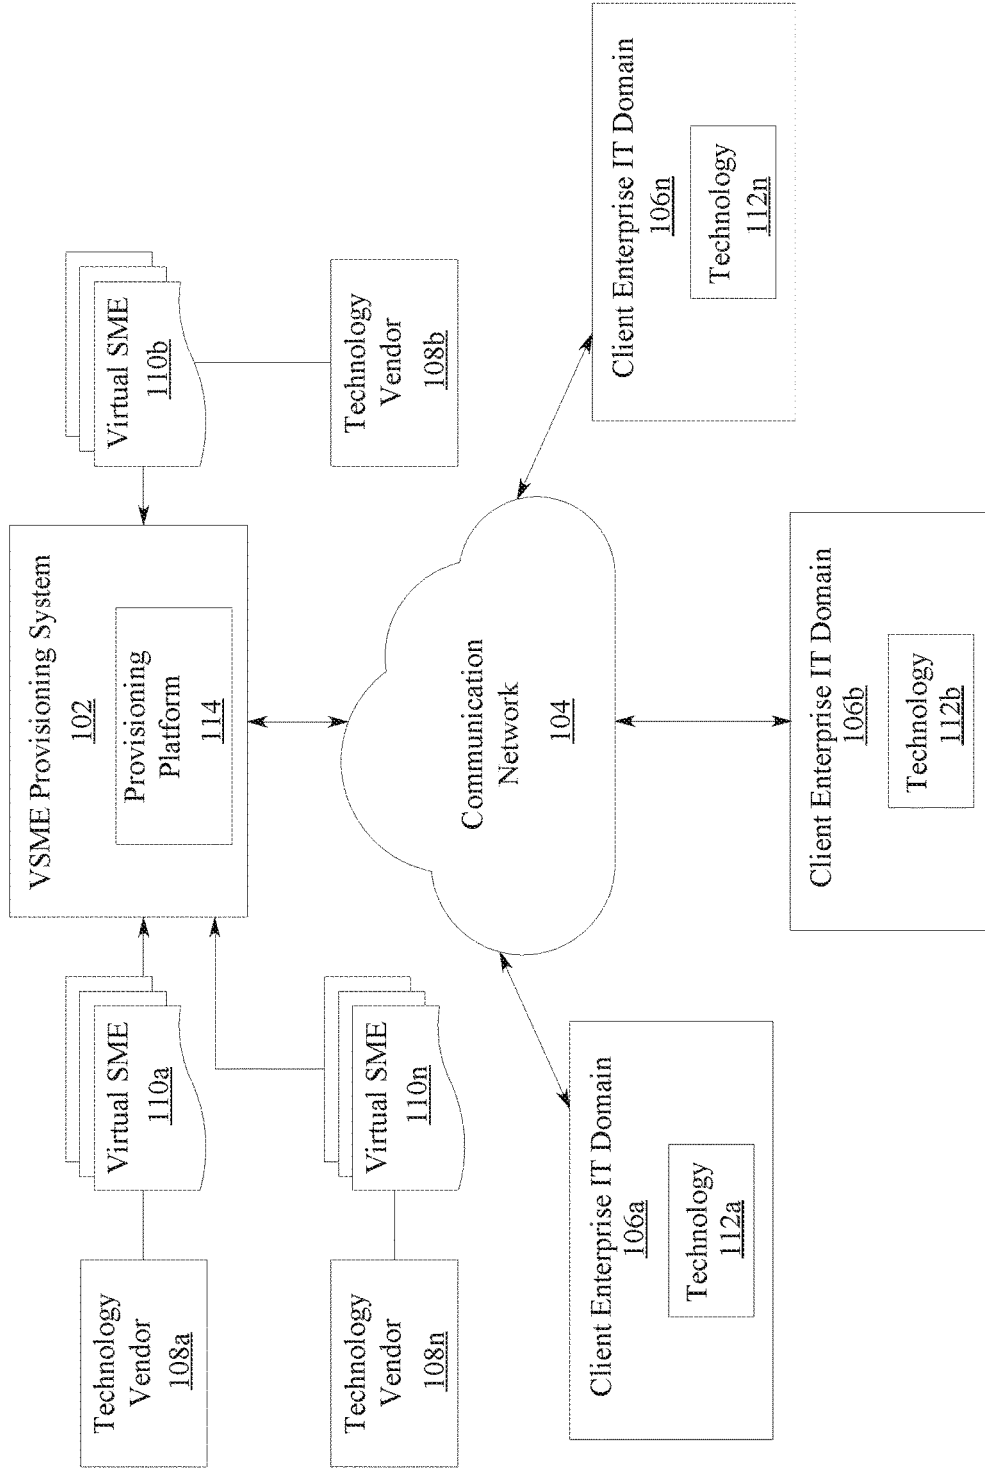 Technology
Vendor
108a
Virtual SME
110a
VSME Provisioning System
102
Provisioning
Platform
114
Virtual SME
110b
Technology
Vendor
108b
Technology
Vendor
108n
Virtual SME
110n
Communication
Network
104
Client Enterprise IT Domain
106a
Technology
112a
Client Enterprise IT Domain
106b
Technology
112b
Client Enterprise IT Domain
106n
Technology
112n